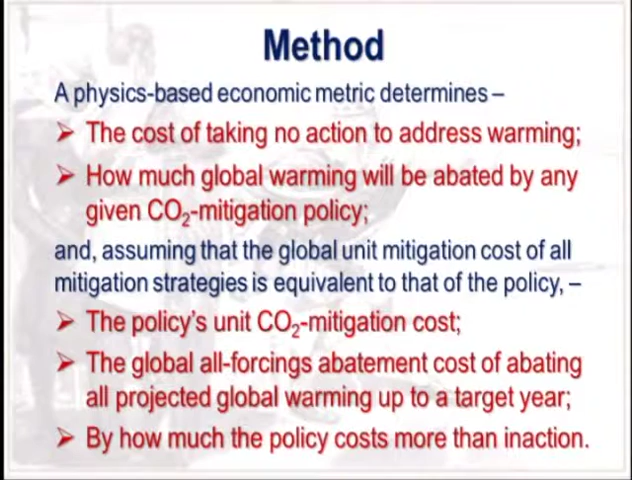 Method
A physics-based economic metric determines –
➢ The cost of taking no action to address warming;
➢ How much global warming will be abated by any
given CO₂-mitigation policy;
and, assuming that the global unit mitigation cost of all
mitigation strategies is equivalent to that of the policy, –
➢ The policy's unit CO₂-mitigation cost;
➢ The global all-forcings abatement cost of abating
all projected global warming up to a target year;
➢ By how much the policy costs more than inaction.